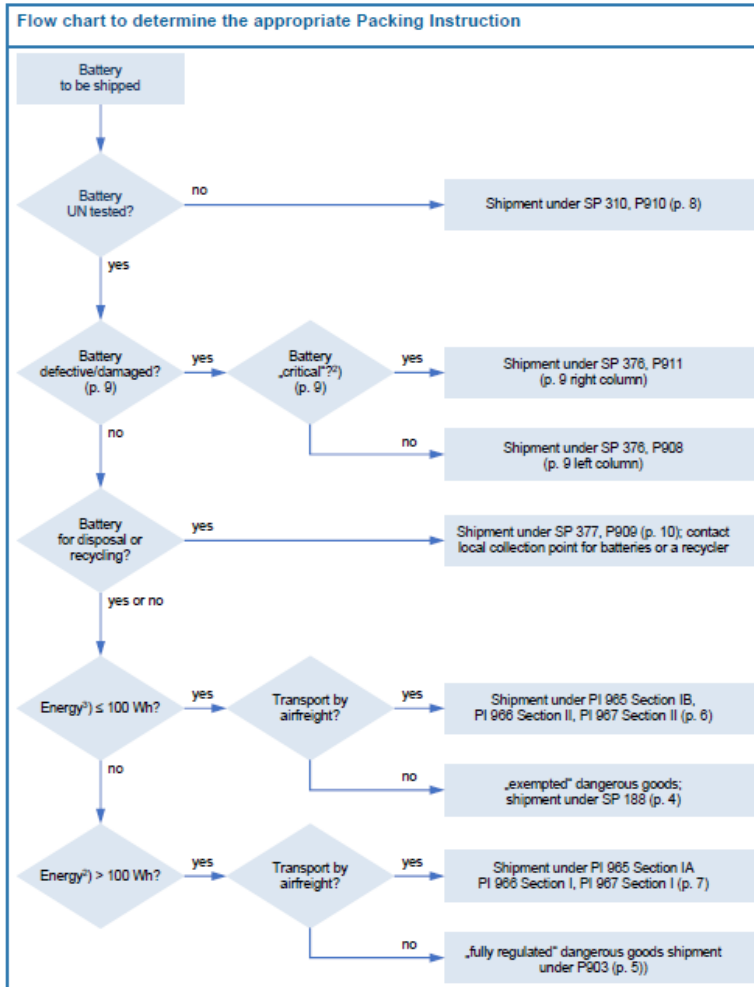 Flow chart to determine the appropriate Packing Instruction
Battery
to be shipped
Battery
UN tested?
no
Shipment under SP 310, P910 (p. 8)
yes
Battery
defective/damaged?
(p. 9)
yes
Battery
„critical"?²)
(p. 9)
yes
Shipment under SP 376, P911
(p. 9 right column)
no
no
Shipment under SP 376, P908
(p. 9 left column)
Battery
for disposal or
recycling?
yes
Shipment under SP 377, P909 (p. 10); contact
local collection point for batteries or a recycler
yes or no
Energy³) ≤ 100 Wh?
yes
Transport by
airfreight?
yes
Shipment under PI 965 Section IB,
PI 966 Section II, PI 967 Section II (p. 6)
no
no
„exempted" dangerous goods;
shipment under SP 188 (p. 4)
Energy²) > 100 Wh?
yes
Transport by
airfreight?
yes
Shipment under PI 965 Section IA
PI 966 Section I, PI 967 Section I (p. 7)
no
„fully regulated" dangerous goods shipment
under P903 (p. 5))